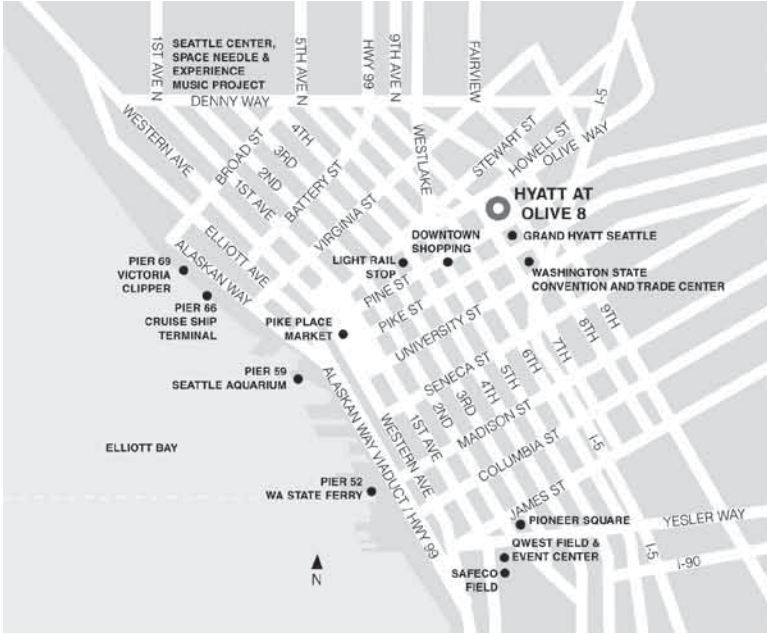 1ST AVE N
SEATTLE CENTER,
SPACE NEEDLE &
EXPERIENCE
MUSIC PROJECT
5TH AVE N
HWY 99
9TH AVE N
FAIRVIEW
I-5
DENNY WAY
WESTERN AVE
BROAD ST
4TH
3RD
2ND
1ST AVE
BATTERY ST
VIRGINIA ST
WESTLAKE
STEWART ST
HOWELL ST
OLIVE WAY
HYATT AT
OLIVE 8
GRAND HYATT SEATTLE
DOWNTOWN
SHOPPING
LIGHT RAIL
STOP
WASHINGTON STATE
CONVENTION AND TRADE CENTER
ELLIOTT AVE
ALASKAN WAY
PIER 69
VICTORIA
CLIPPER
PIER 66
CRUISE SHIP
TERMINAL
PINE ST
PIKE ST
UNIVERSITY ST
PIKE PLACE
MARKET
9TH
8TH
7TH
6TH
5TH
4TH
3RD
2ND
1ST AVE
WESTERN AVE
SENECA ST
PIER 59
SEATTLE AQUARIUM
ALASKAN WAY VIADUCT / HWY 99
MADISON ST
COLUMBIA ST
I-5
ELLIOTT BAY
PIER 52
WA STATE FERRY
JAMES ST
PIONEER SQUARE
YESLER WAY
QWEST FIELD &
EVENT CENTER
SAFECO
FIELD
I-5
I-90
N